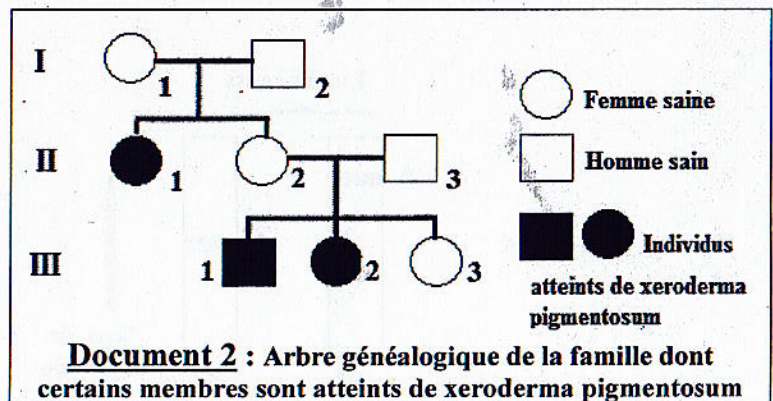 I
1
2
Femme saine
II
1
2
3
Homme sain
III
1
2
3
Individus
atteints de xeroderma
pigmentosum
Document 2 : Arbre généalogique de la famille dont
certains membres sont atteints de xeroderma pigmentosum